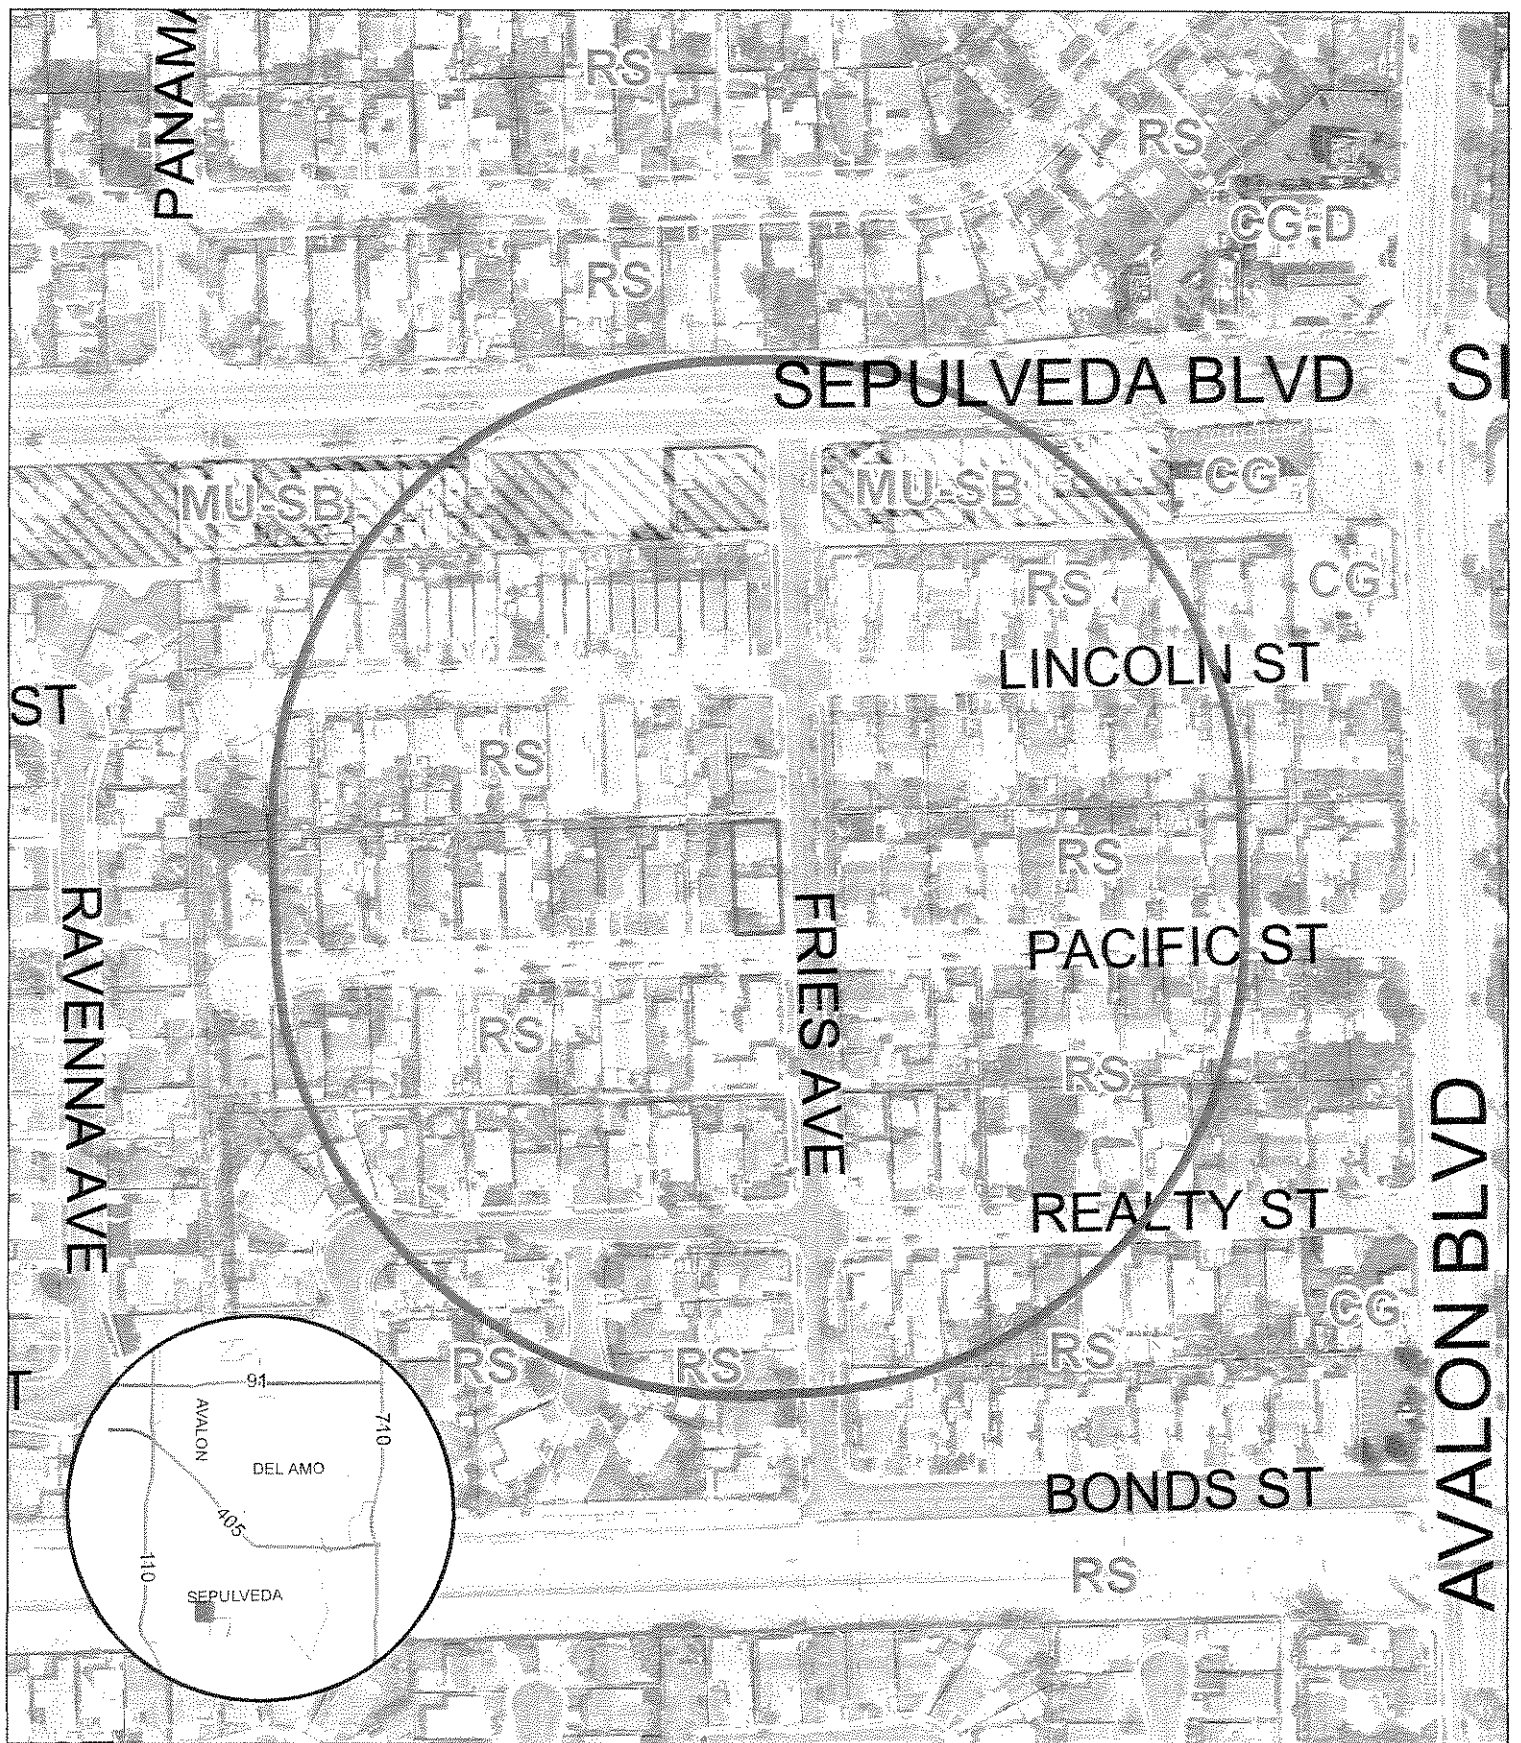 PANAMA
RS
RS
CG-D
RS
SEPULVEDA BLVD
SI
MU-SB
MU-SB
CG
RS
CG
LINCOLN ST
ST
RS
RS
RAVENNA AVE
FRIES AVE
PACIFIC ST
RS
RS
REALTY ST
AVALON BLVD
CG
RS
RS
RS
T
91
AVALON
710
DEL AMO
405
110
SEPULVEDA
BONDS ST
RS